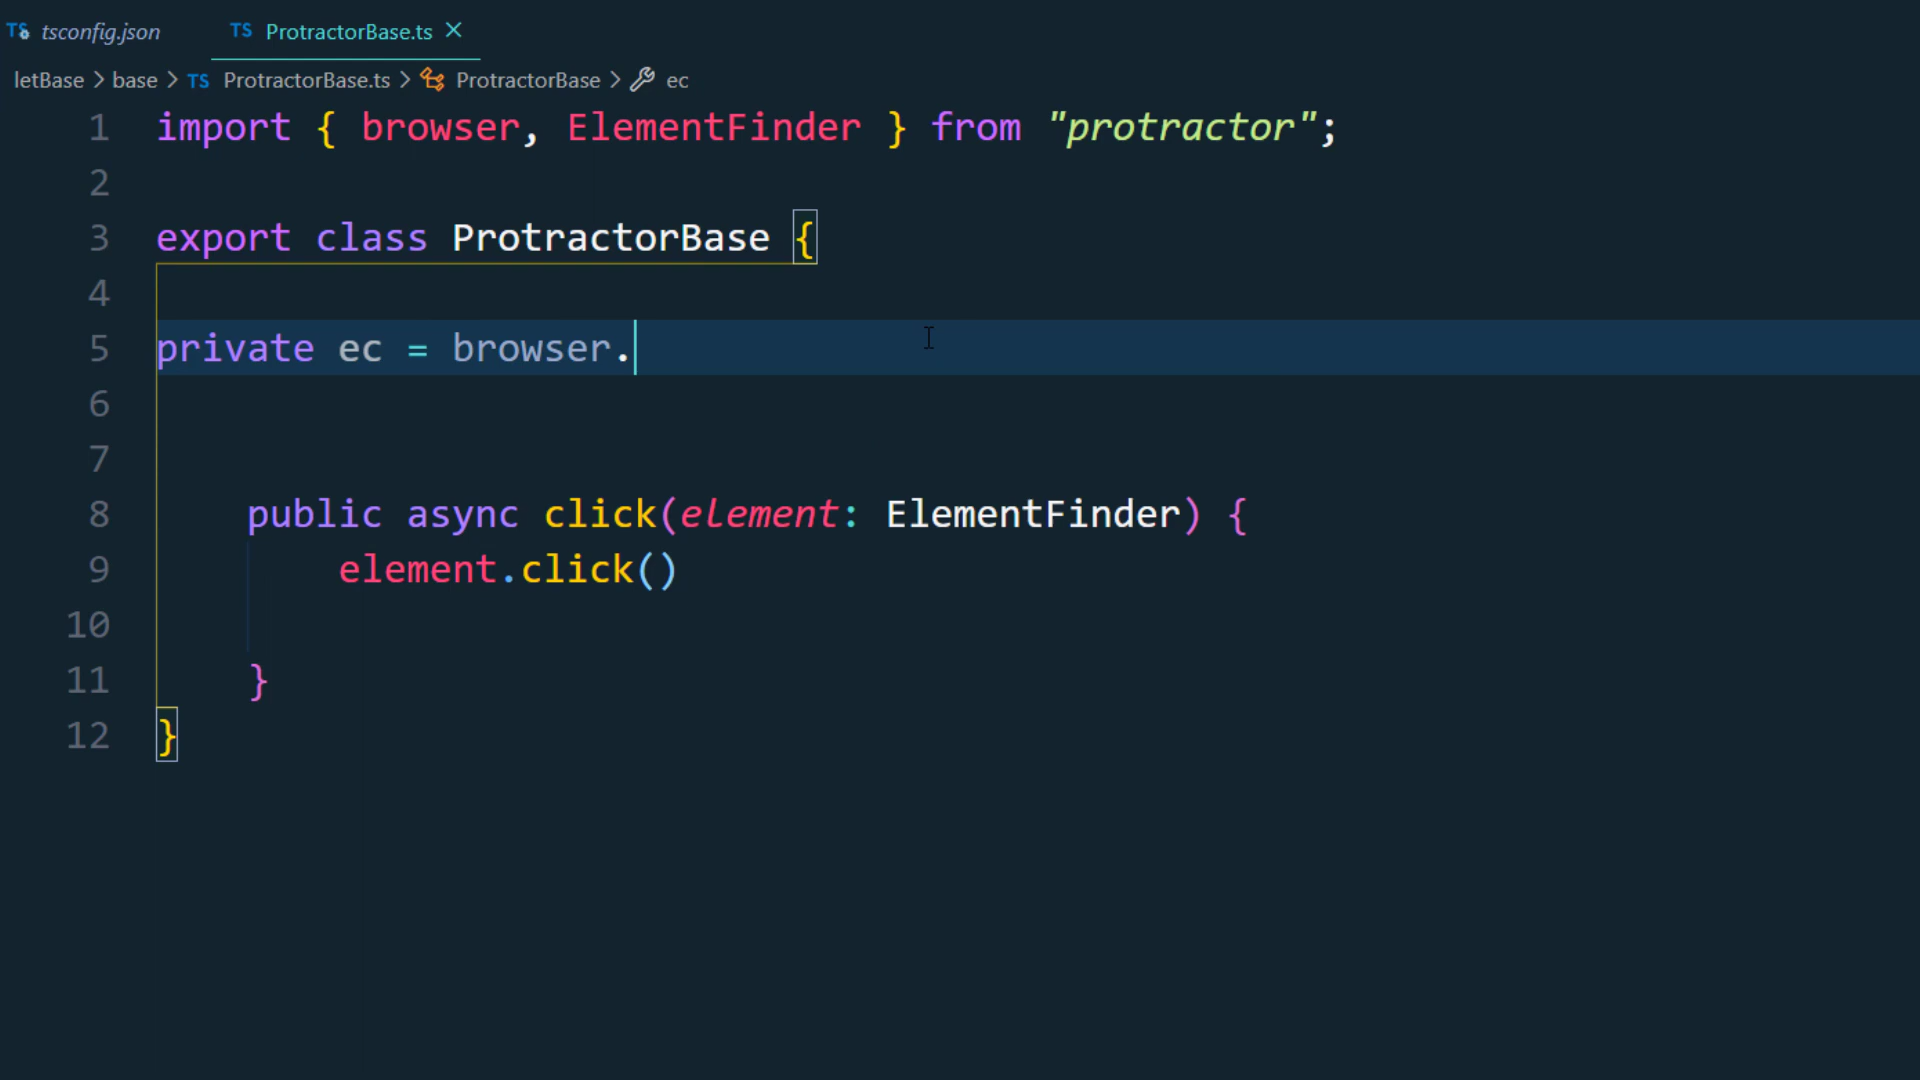 tsconfig.json TS ProtractorBase.ts
letBase > base > TS ProtractorBase.ts > ProtractorBase > ec
1 import { browser, ElementFinder } from "protractor";
2
3 export class ProtractorBase {
4
5 private ec = browser.
6
7
8 public async click(element: ElementFinder) {
9 element.click()
10
11 }
12 }